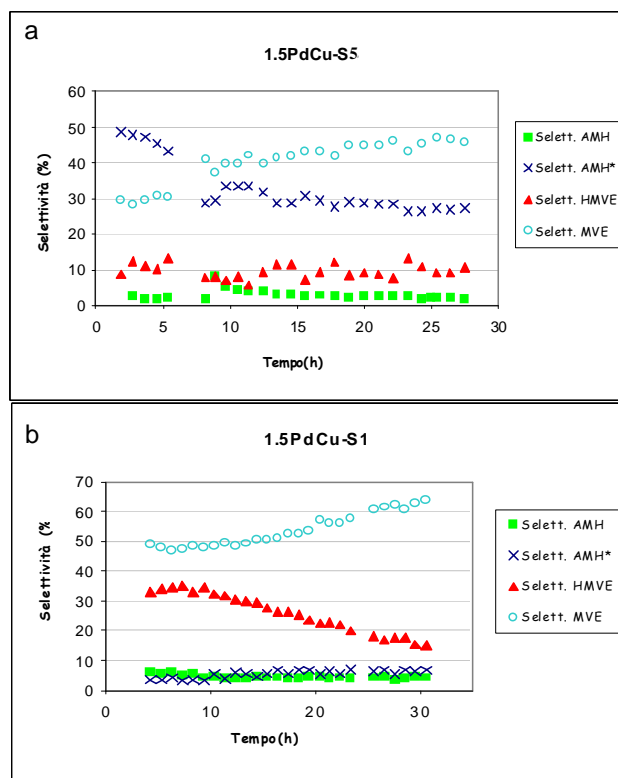 a
1.5PdCu-S5
60
50
40
30
20
10
0
Selettività (%)
0 5 10 15 20 25 30
Tempo(h)
Selett. AMH
Selett. AMH*
Selett. HMVE
Selett. MVE
b
1.5PdCu-S1
70
60
50
40
30
20
10
0
Selettività (%
0 10 20 30
Tempo(h)
Selett. AMH
Selett. AMH*
Selett. HMVE
Selett. MVE